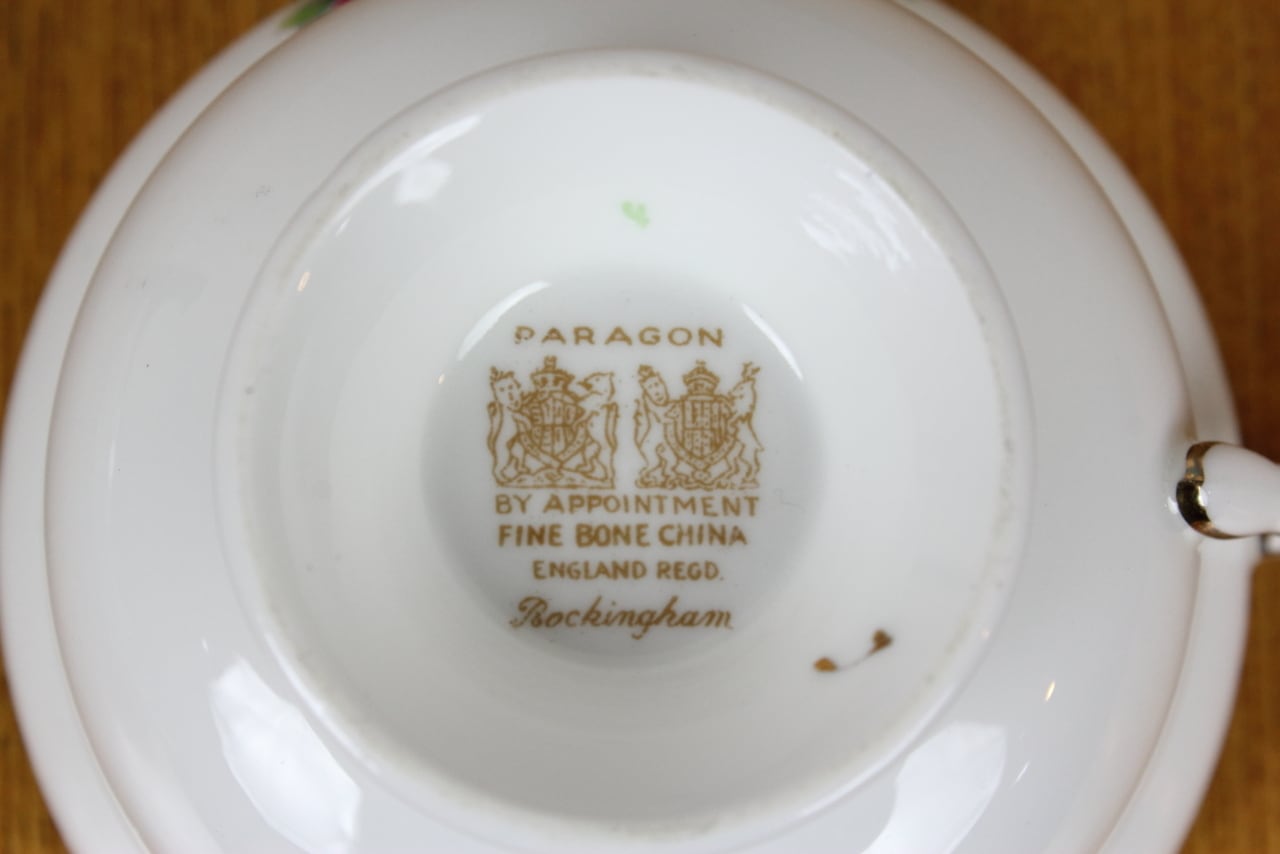 PARAGON
BY APPOINTMENT
FINE BONE CHINA
ENGLAND REGD.
Rockingham